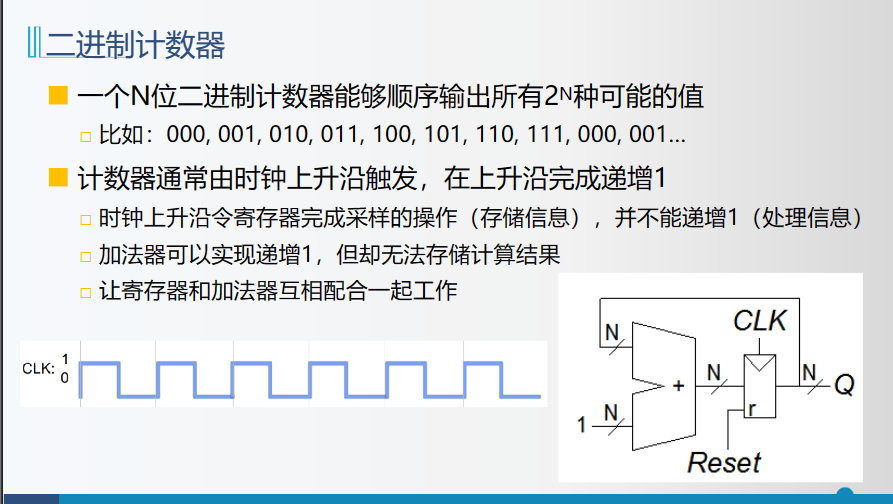 二进制计数器
一个N位二进制计数器能够顺序输出所有2ᴺ种可能的值
比如：000, 001, 010, 011, 100, 101, 110, 111, 000, 001...
计数器通常由时钟上升沿触发，在上升沿完成递增1
时钟上升沿令寄存器完成采样的操作（存储信息），并不能递增1（处理信息）
加法器可以实现递增1，但却无法存储计算结果
让寄存器和加法器互相配合一起工作
CLK: 1
0
CLK
N
N
N
Q
+
1
N
r
Reset